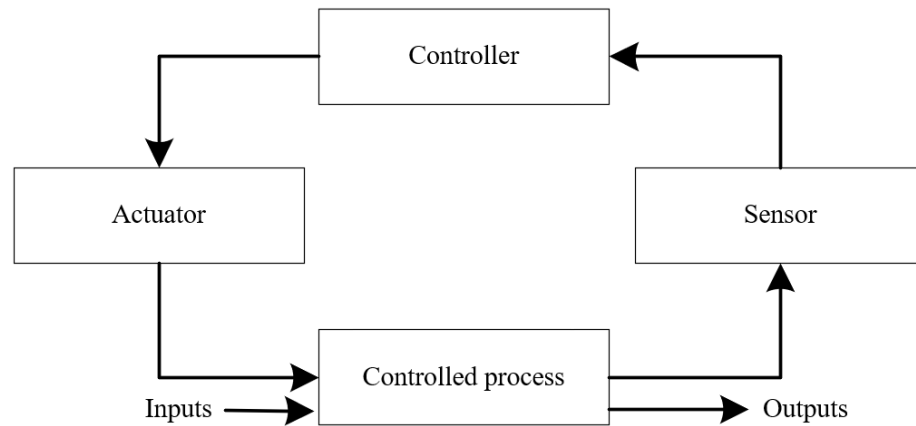 Controller
Actuator
Sensor
Controlled process
Inputs
Outputs